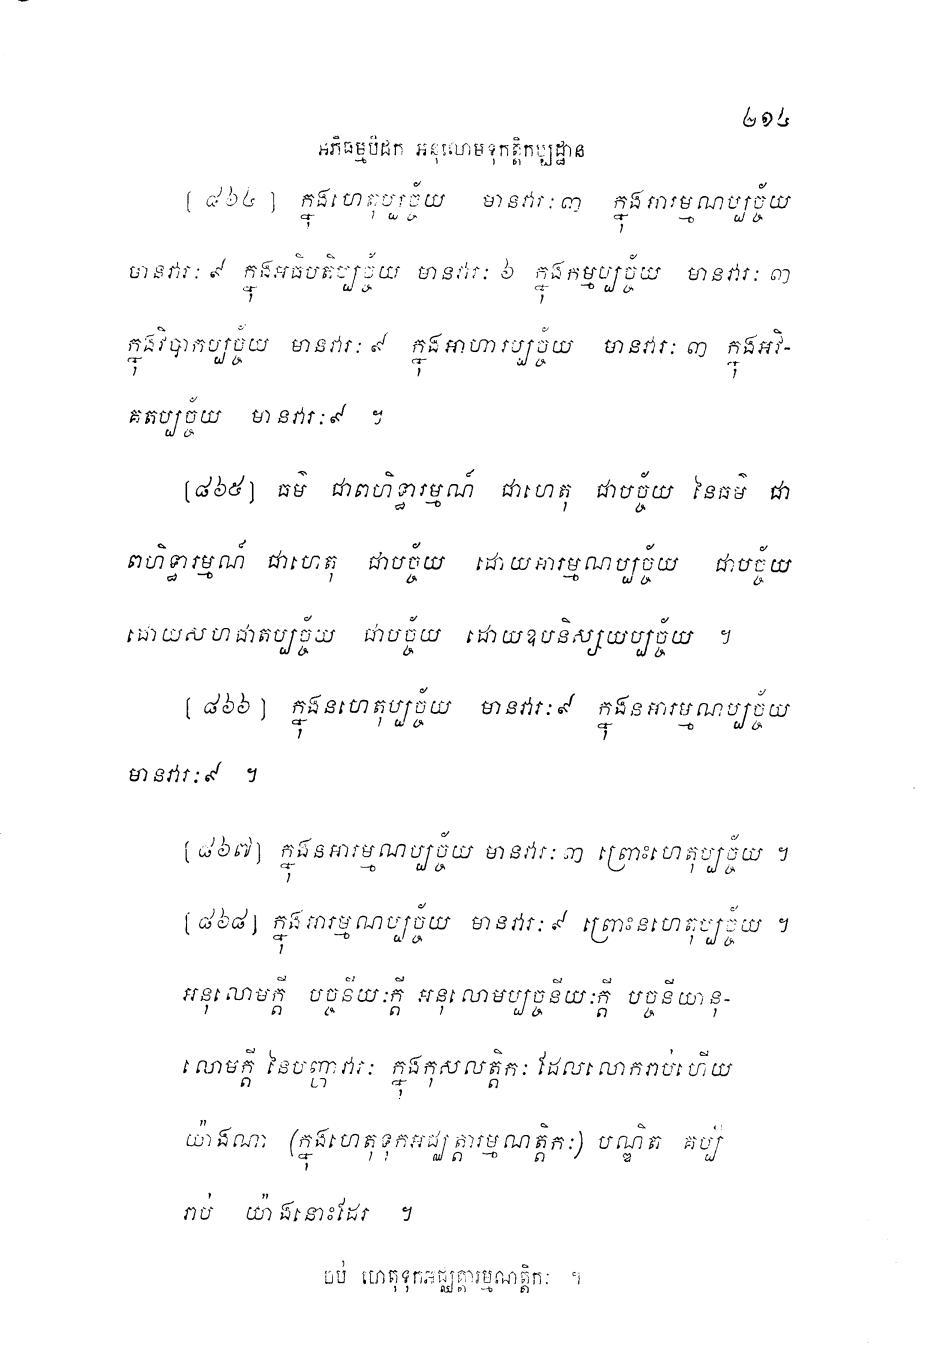 ២១៤
អភិធម្មបិដក អនុលោមទុកត្តិកប្បដ្ឋាន
[៨៦៤] ក្នុងហេតុប្បច្ច័យ មានវារៈ៣ ក្នុងអារម្មណប្បច្ច័យ
មានវារៈ៩ ក្នុងអធិបតិប្បច្ច័យ មានវារៈ៦ ក្នុងកម្មប្បច្ច័យ មានវារៈ៣
ក្នុងវិបាកប្បច្ច័យ មានវារៈ៩ ក្នុងអាហារប្បច្ច័យ មានវារៈ៣ ក្នុងអវិ-
គតប្បច្ច័យ មានវារៈ៩ ។
[៨៦៥] ធម៌ ជាពហិទ្ធារម្មណ៍ ជាហេតុ ជាបច្ច័យ នៃធម៌ ជា
ពហិទ្ធារម្មណ៍ ជាហេតុ ជាបច្ច័យ ដោយអារម្មណប្បច្ច័យ ជាបច្ច័យ
ដោយសហជាតប្បច្ច័យ ជាបច្ច័យ ដោយឧបនិស្សយប្បច្ច័យ ។
[៨៦៦] ក្នុងនហេតុប្បច្ច័យ មានវារៈ៩ ក្នុងនអារម្មណប្បច្ច័យ
មានវារៈ៩ ។
[៨៦៧] ក្នុងនអារម្មណប្បច្ច័យ មានវារៈ៣ ព្រោះហេតុប្បច្ច័យ ។
[៨៦៨] ក្នុងអារម្មណប្បច្ច័យ មានវារៈ៩ ព្រោះនហេតុប្បច្ច័យ ។
អនុលោមក្តី បច្ចនីយៈក្តី អនុលោមប្បច្ចនីយៈក្តី បច្ចនីយានុ-
លោមក្តី នៃបញ្ហាវារៈ ក្នុងកុសលត្តិកៈ ដែលលោករាប់ហើយ
យ៉ាងណា (ក្នុងហេតុទុកអជ្ឈត្តារម្មណត្តិកៈ) បណ្ឌិត គប្បី
រាប់ យ៉ាងនោះដែរ ។
ចប់ ហេតុទុកអជ្ឈត្តារម្មណត្តិកៈ ។